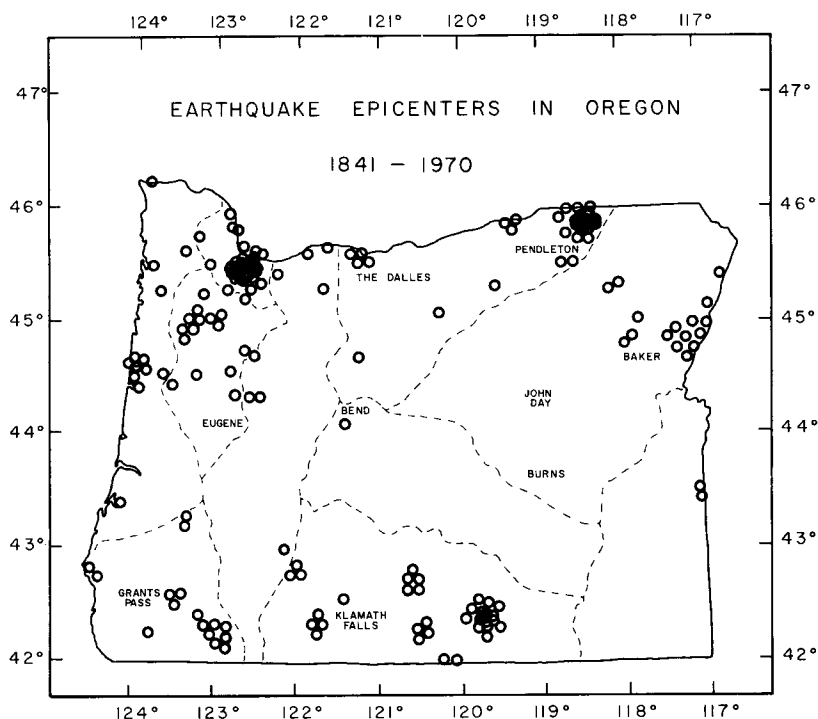 124° 123° 122° 121° 120° 119° 118° 117°
47° 47°
EARTHQUAKE EPICENTERS IN OREGON
1841 – 1970
46° 46°
PENDLETON
THE DALLES
45° 45°
BAKER
JOHN
DAY
BEND
EUGENE
44° 44°
BURNS
43° 43°
GRANTS
PASS
KLAMATH
FALLS
42° 42°
124° 123° 122° 121° 120° 119° 118° 117°